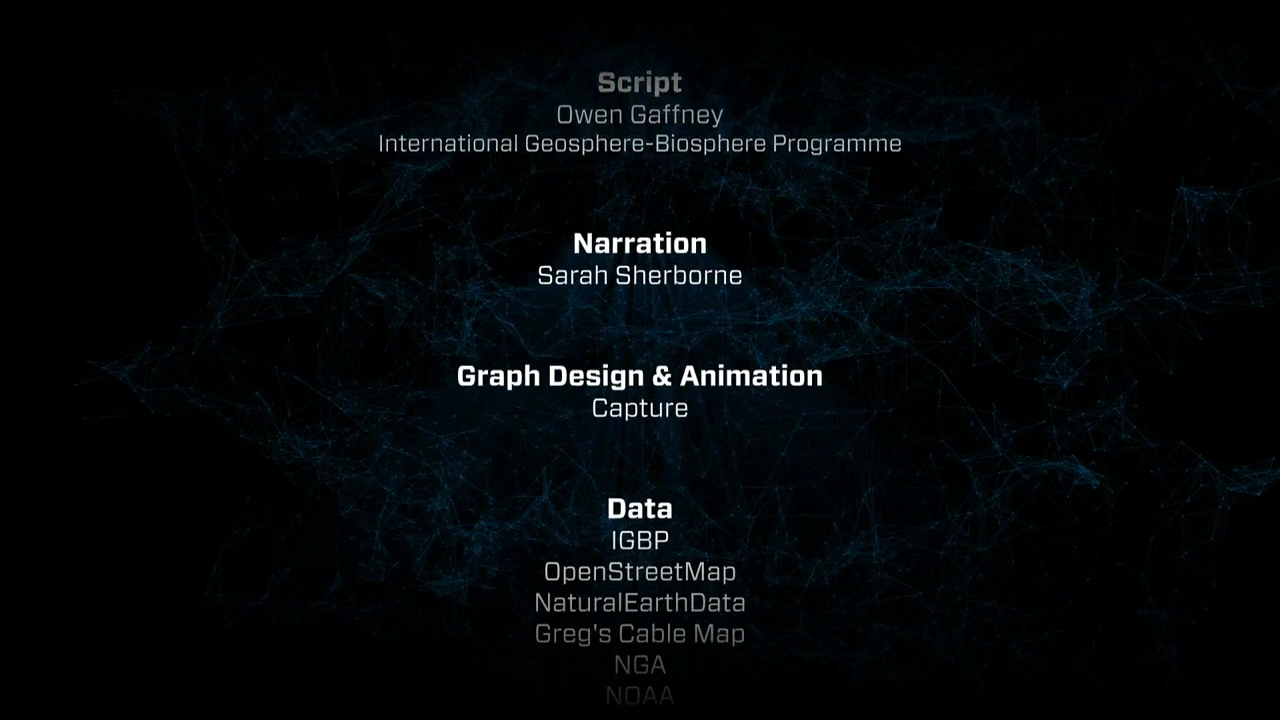 Script
Owen Gaffney
International Geosphere-Biosphere Programme
Narration
Sarah Sherborne
Graph Design & Animation
Capture
Data
IGBP
OpenStreetMap
NaturalEarthData
Greg's Cable Map
NGA
NOAA